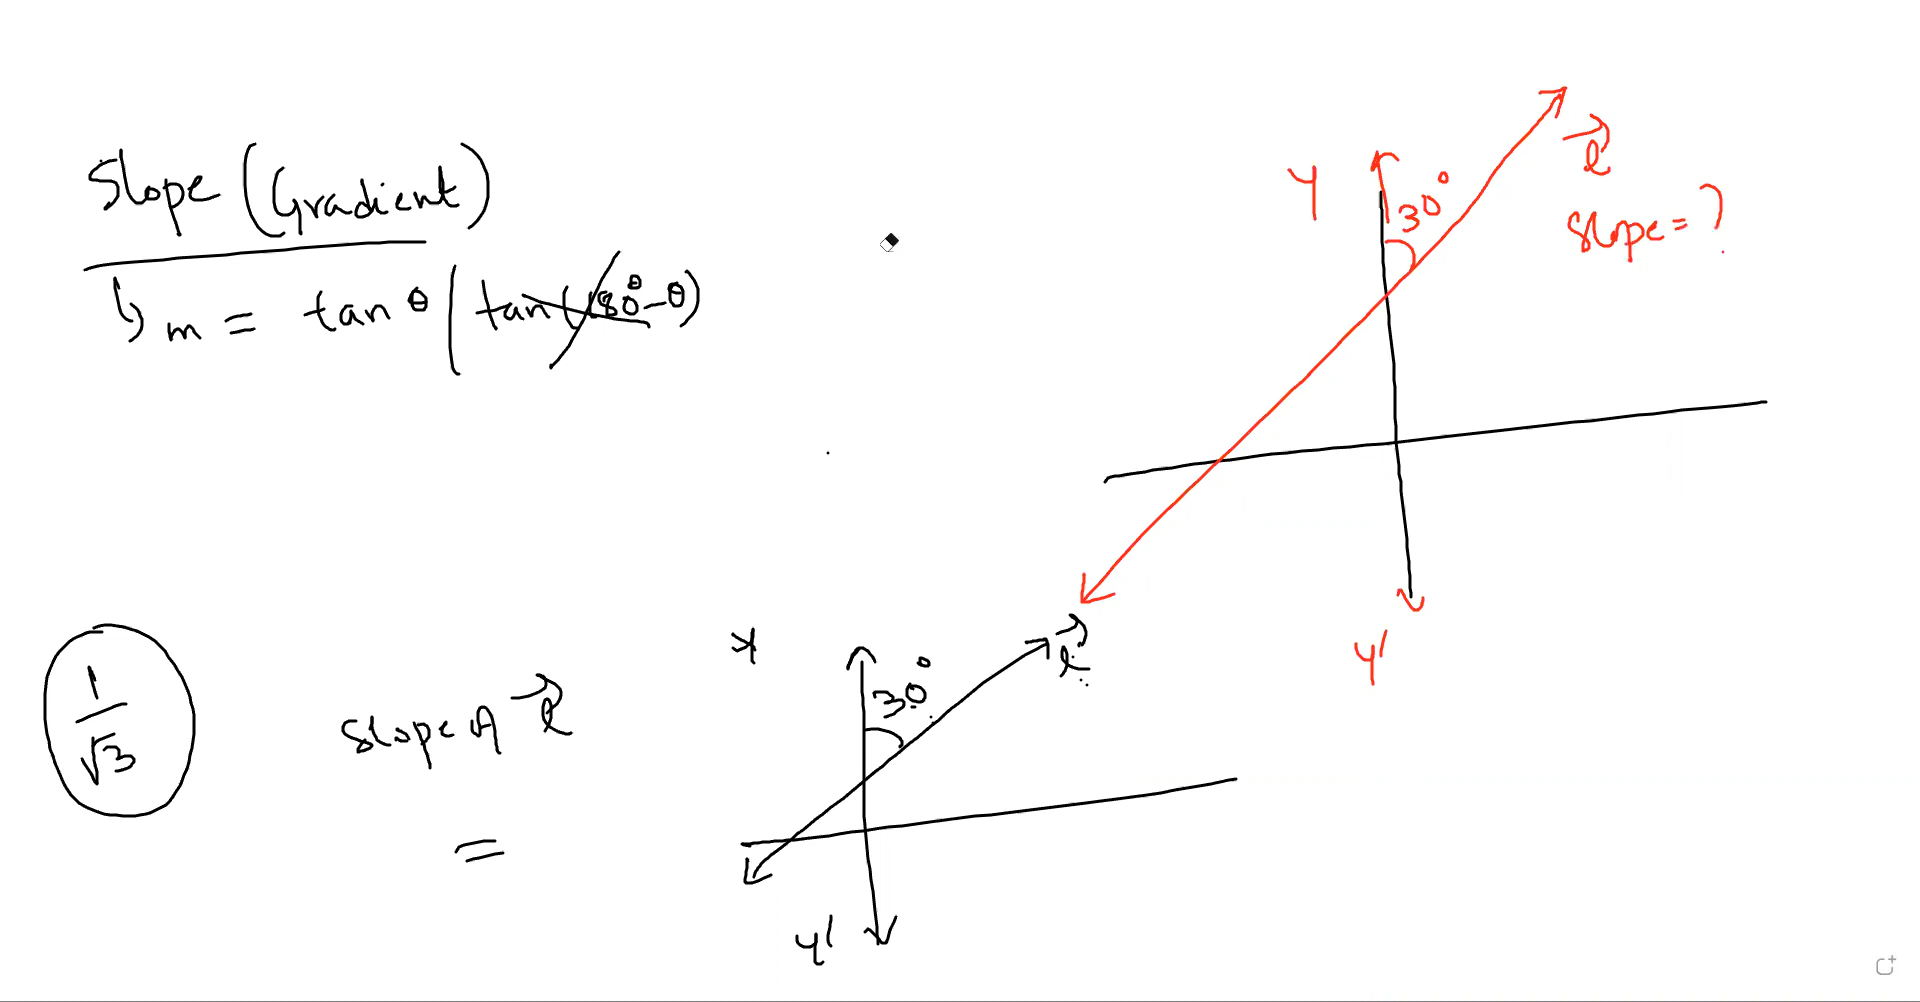 Slope (Gradient)
↳ m = tan θ | tan(180°-θ)
Y
30°
l
Slope = ?
Y'
1/√3
Slope of l
=
Y
30°
l
Y'